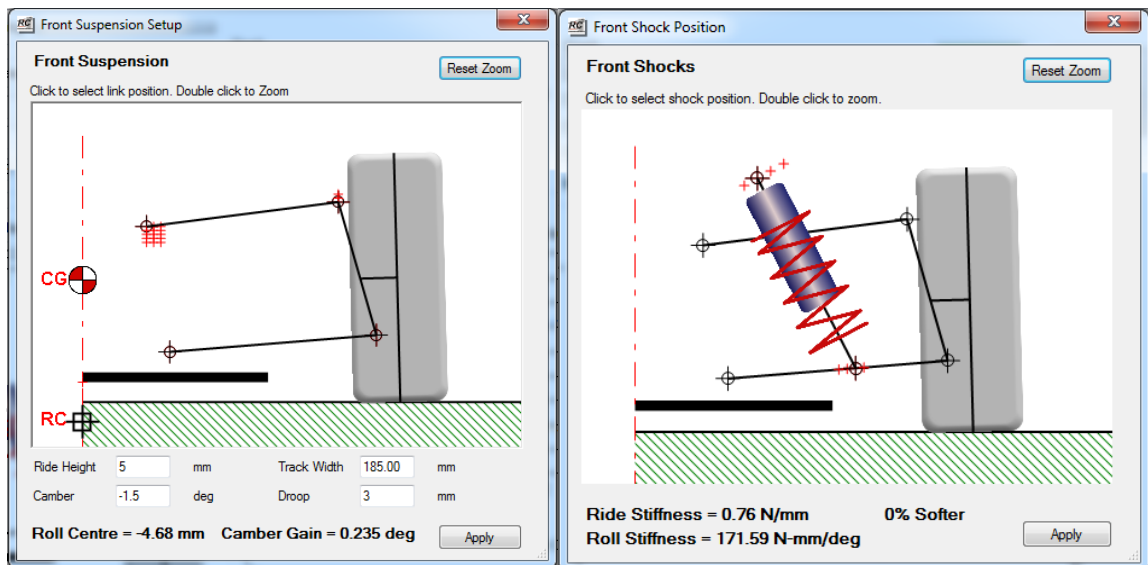 RC Front Suspension Setup
Front Suspension
Reset Zoom
Click to select link position. Double click to Zoom
CG
RC
Ride Height 5 mm Track Width 185.00 mm
Camber -1.5 deg Droop 3 mm
Roll Centre = -4.68 mm Camber Gain = 0.235 deg Apply
RC Front Shock Position
Front Shocks
Reset Zoom
Click to select shock position. Double click to zoom.
Ride Stiffness = 0.76 N/mm 0% Softer
Roll Stiffness = 171.59 N-mm/deg Apply